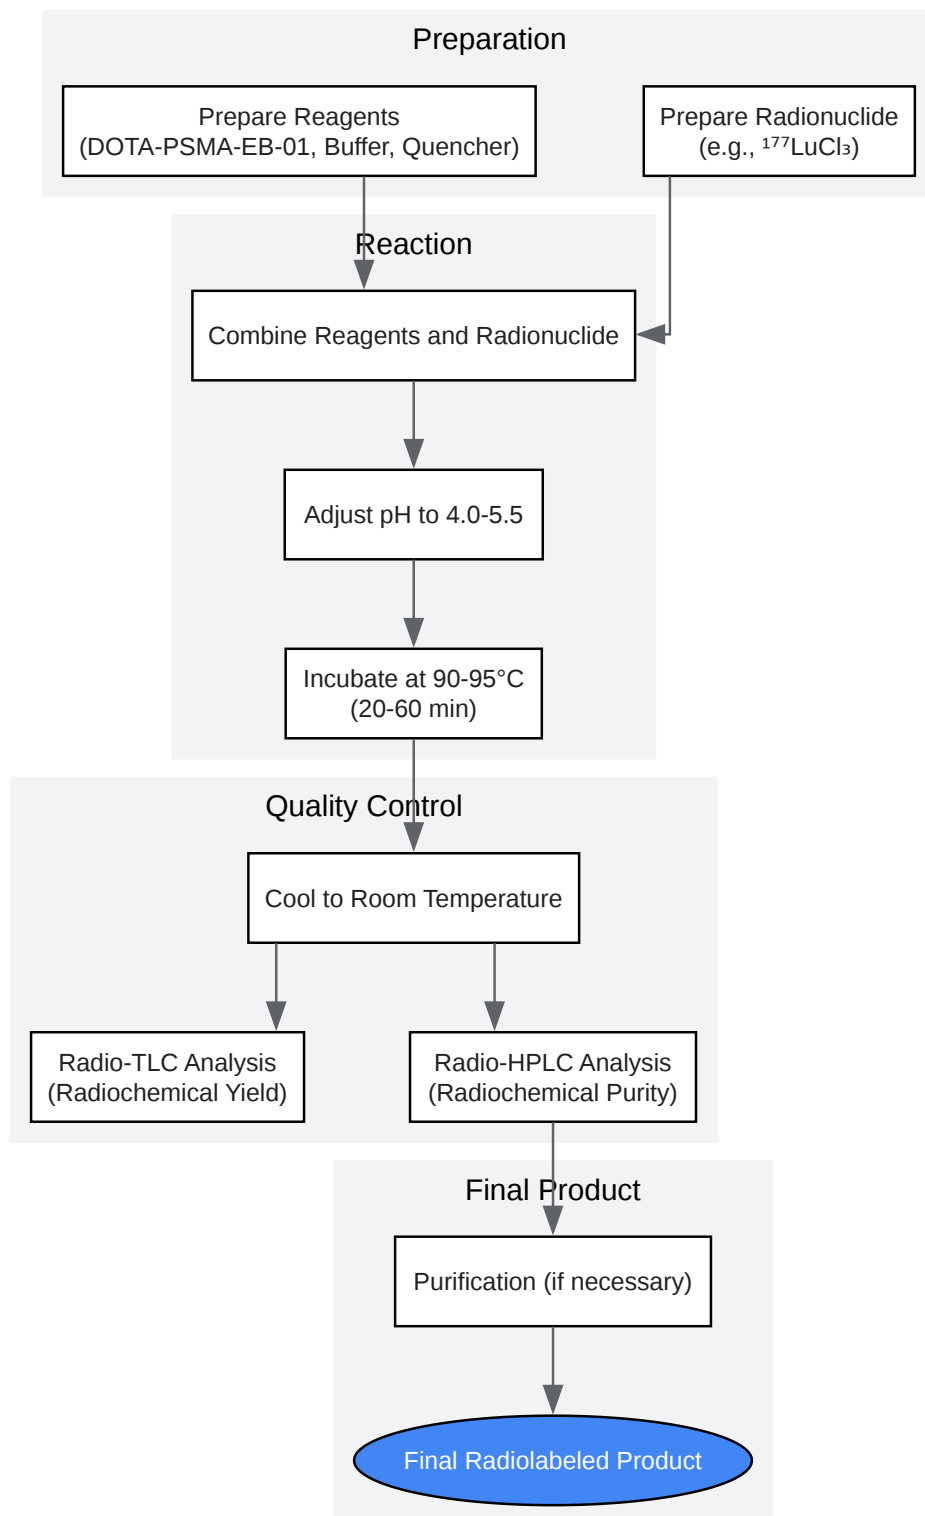 Preparation
Prepare Reagents
(DOTA-PSMA-EB-01, Buffer, Quencher)
Prepare Radionuclide
(e.g., ¹⁷⁷LuCl₃)
Reaction
Combine Reagents and Radionuclide
Adjust pH to 4.0-5.5
Incubate at 90-95°C
(20-60 min)
Quality Control
Cool to Room Temperature
Radio-TLC Analysis
(Radiochemical Yield)
Radio-HPLC Analysis
(Radiochemical Purity)
Final Product
Purification (if necessary)
Final Radiolabeled Product